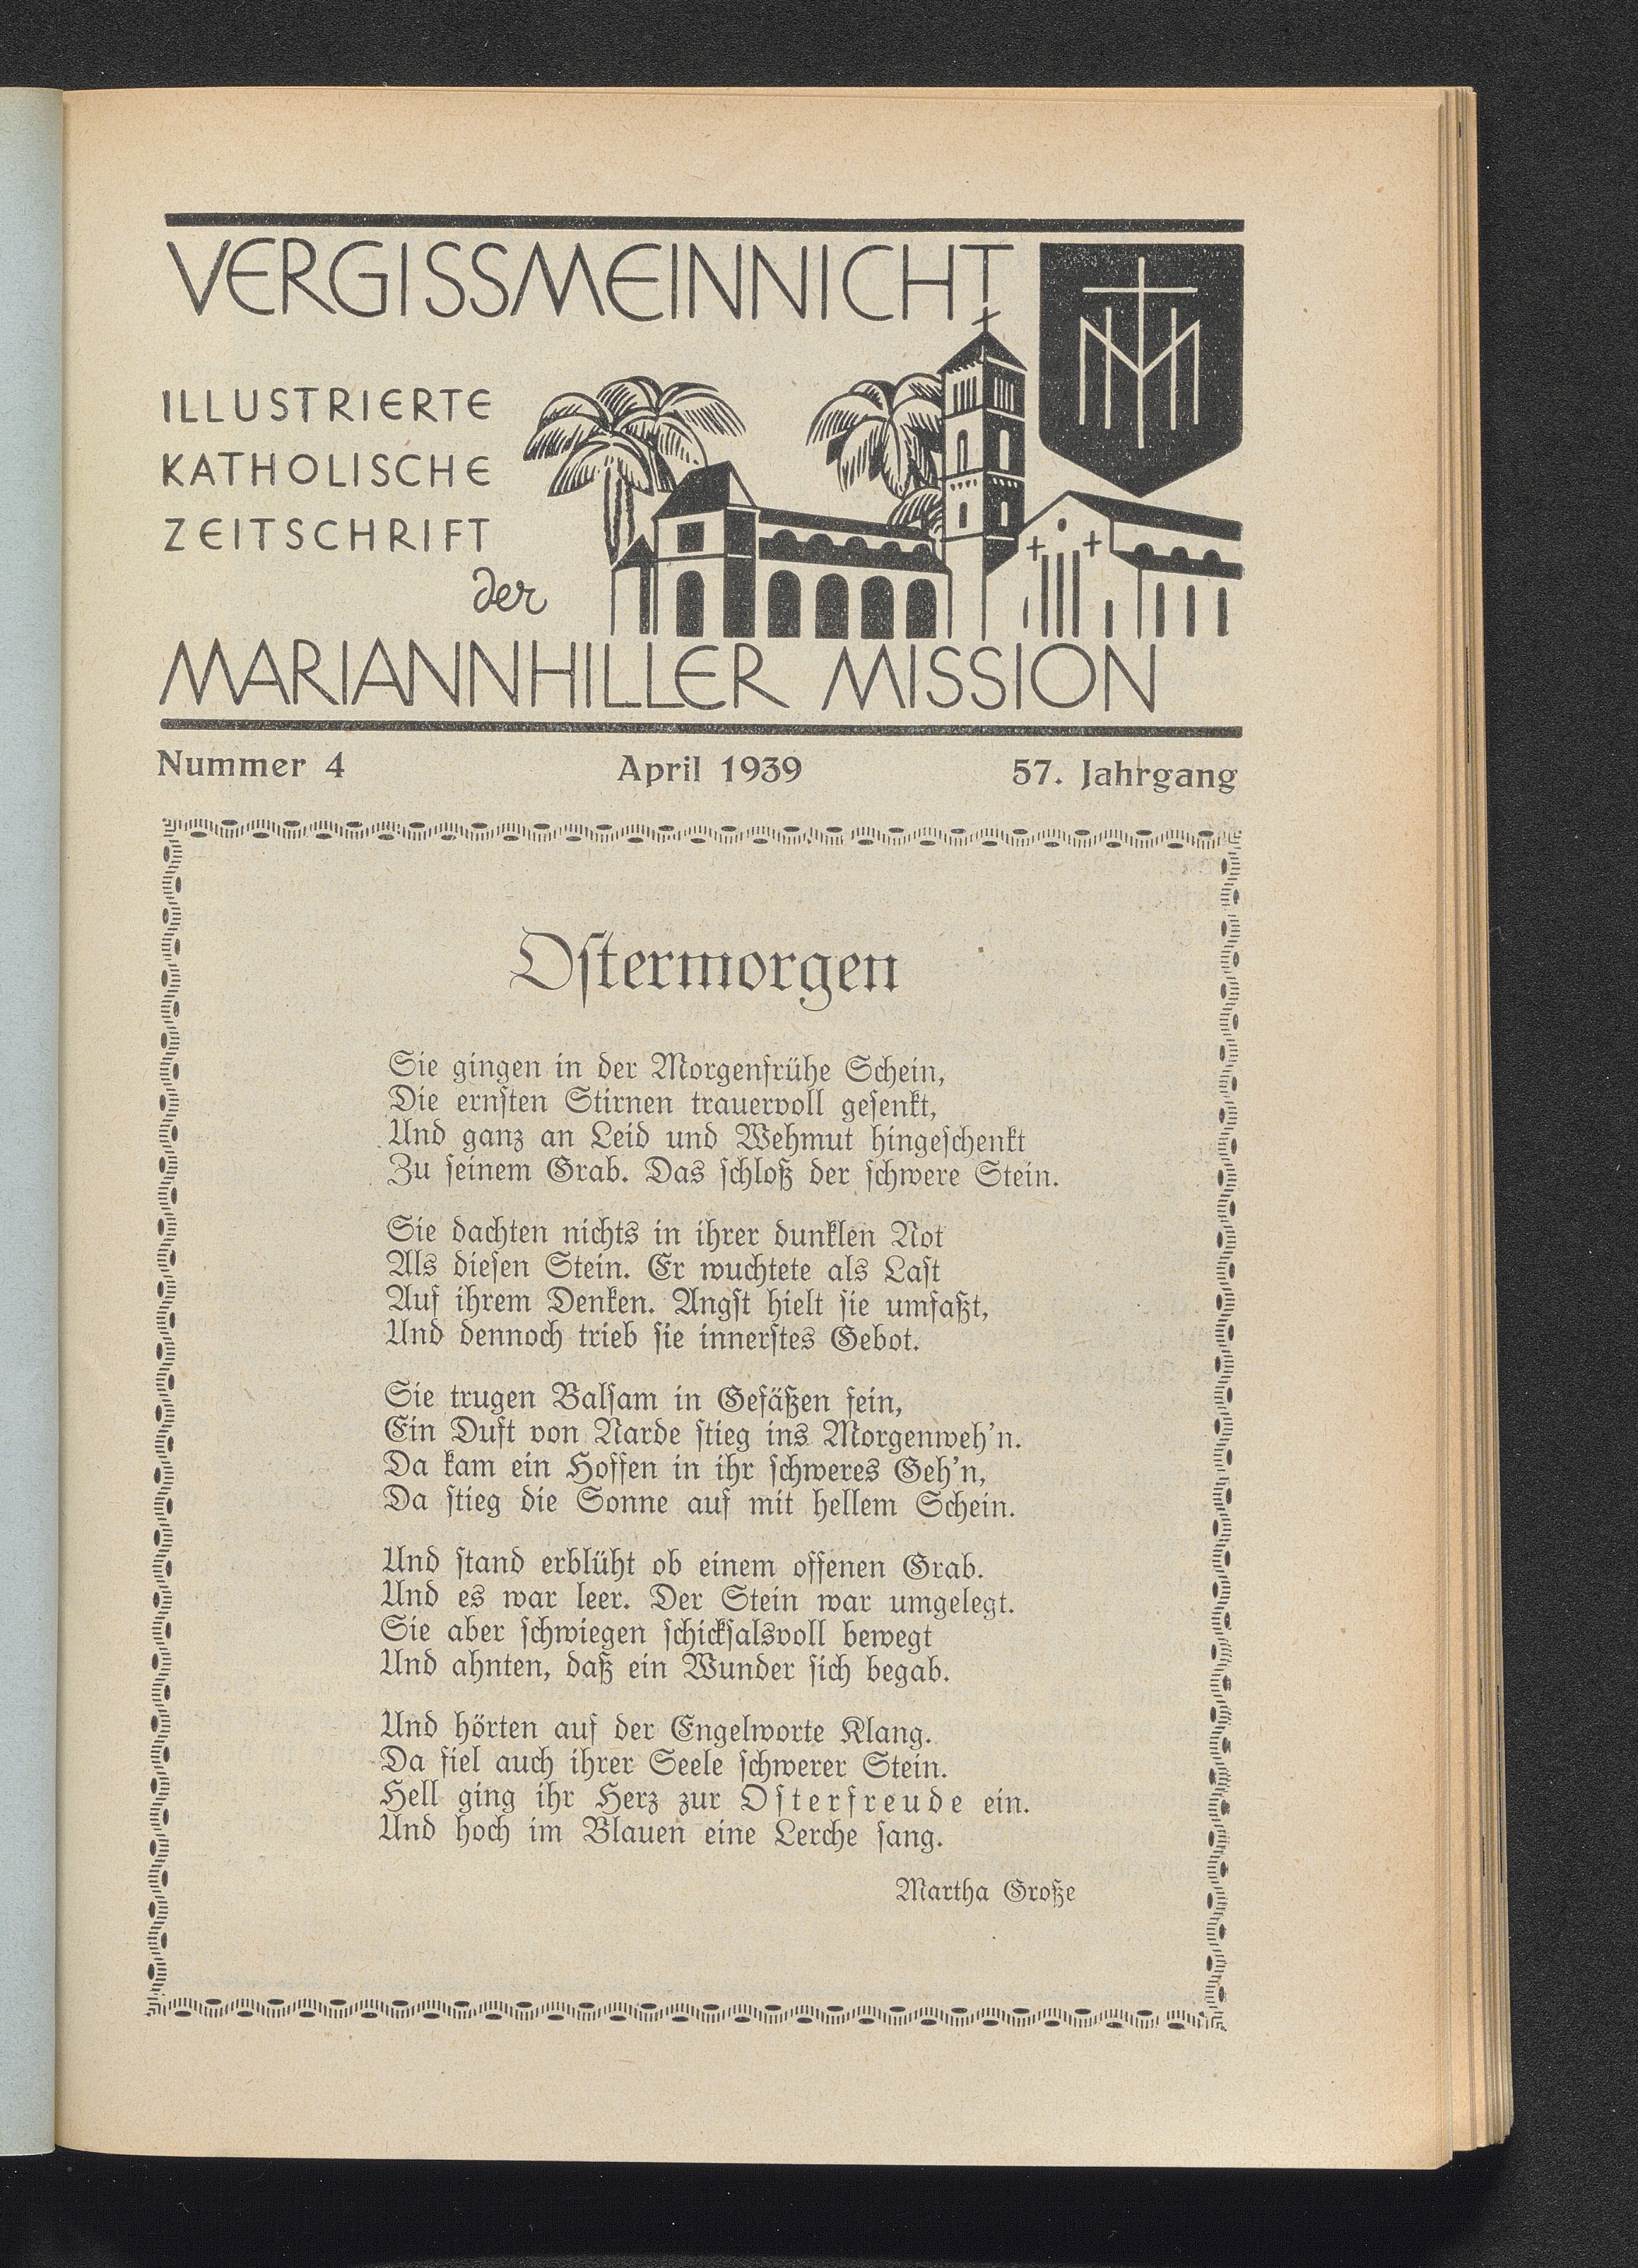 VERGISSMEINNICHT
ILLUSTRIERTE
KATHOLISCHE
ZEITSCHRIFT
der
MARIANNHILLER MISSION
Nummer 4 April 1939 57. Jahrgang
Ostermorgen
Sie gingen in der Morgenfrühe Schein,
Die ernsten Stirnen trauervoll gesenkt,
Und ganz an Leid und Wehmut hingeschenkt
Zu seinem Grab. Das schloß der schwere Stein.
Sie dachten nichts in ihrer dunklen Not
Als diesen Stein. Er wuchtete als Last
Auf ihrem Denken. Angst hielt sie umfaßt,
Und dennoch trieb sie innerstes Gebot.
Sie trugen Balsam in Gefäßen fein,
Ein Duft von Narde stieg ins Morgenweh'n.
Da kam ein Hoffen in ihr schweres Geh'n,
Da stieg die Sonne auf mit hellem Schein.
Und stand erblüht ob einem offenen Grab.
Und es war leer. Der Stein war umgelegt.
Sie aber schwiegen schicksalsvoll bewegt
Und ahnten, daß ein Wunder sich begab.
Und hörten auf der Engelworte Klang.
Da fiel auch ihrer Seele schwerer Stein.
Hell ging ihr Herz zur Osterfreude ein.
Und hoch im Blauen eine Lerche sang.
Martha Große